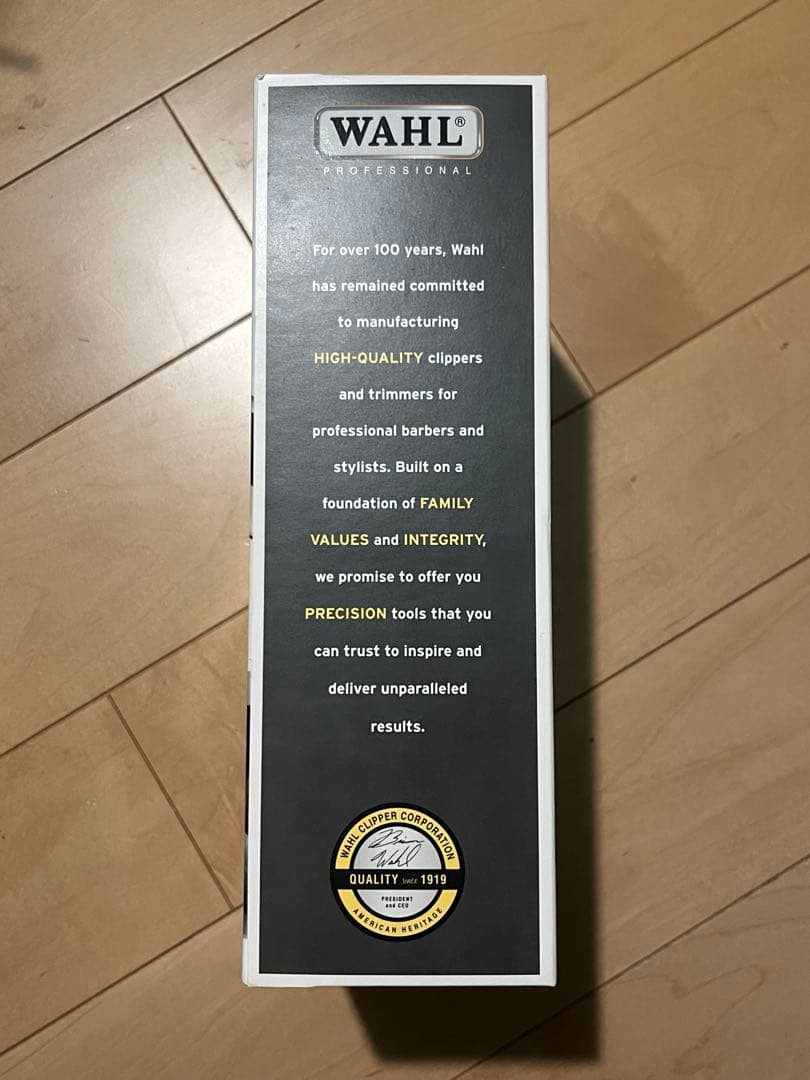 WAHL®
PROFESSIONAL
For over 100 years, Wahl
has remained committed
to manufacturing
HIGH-QUALITY clippers
and trimmers for
professional barbers and
stylists. Built on a
foundation of FAMILY
VALUES and INTEGRITY,
we promise to offer you
PRECISION tools that you
can trust to inspire and
deliver unparalleled
results.
WAHL CLIPPER CORPORATION
Brian
Wahl
QUALITY SINCE 1919
PRESIDENT
and CEO
AMERICAN HERITAGE